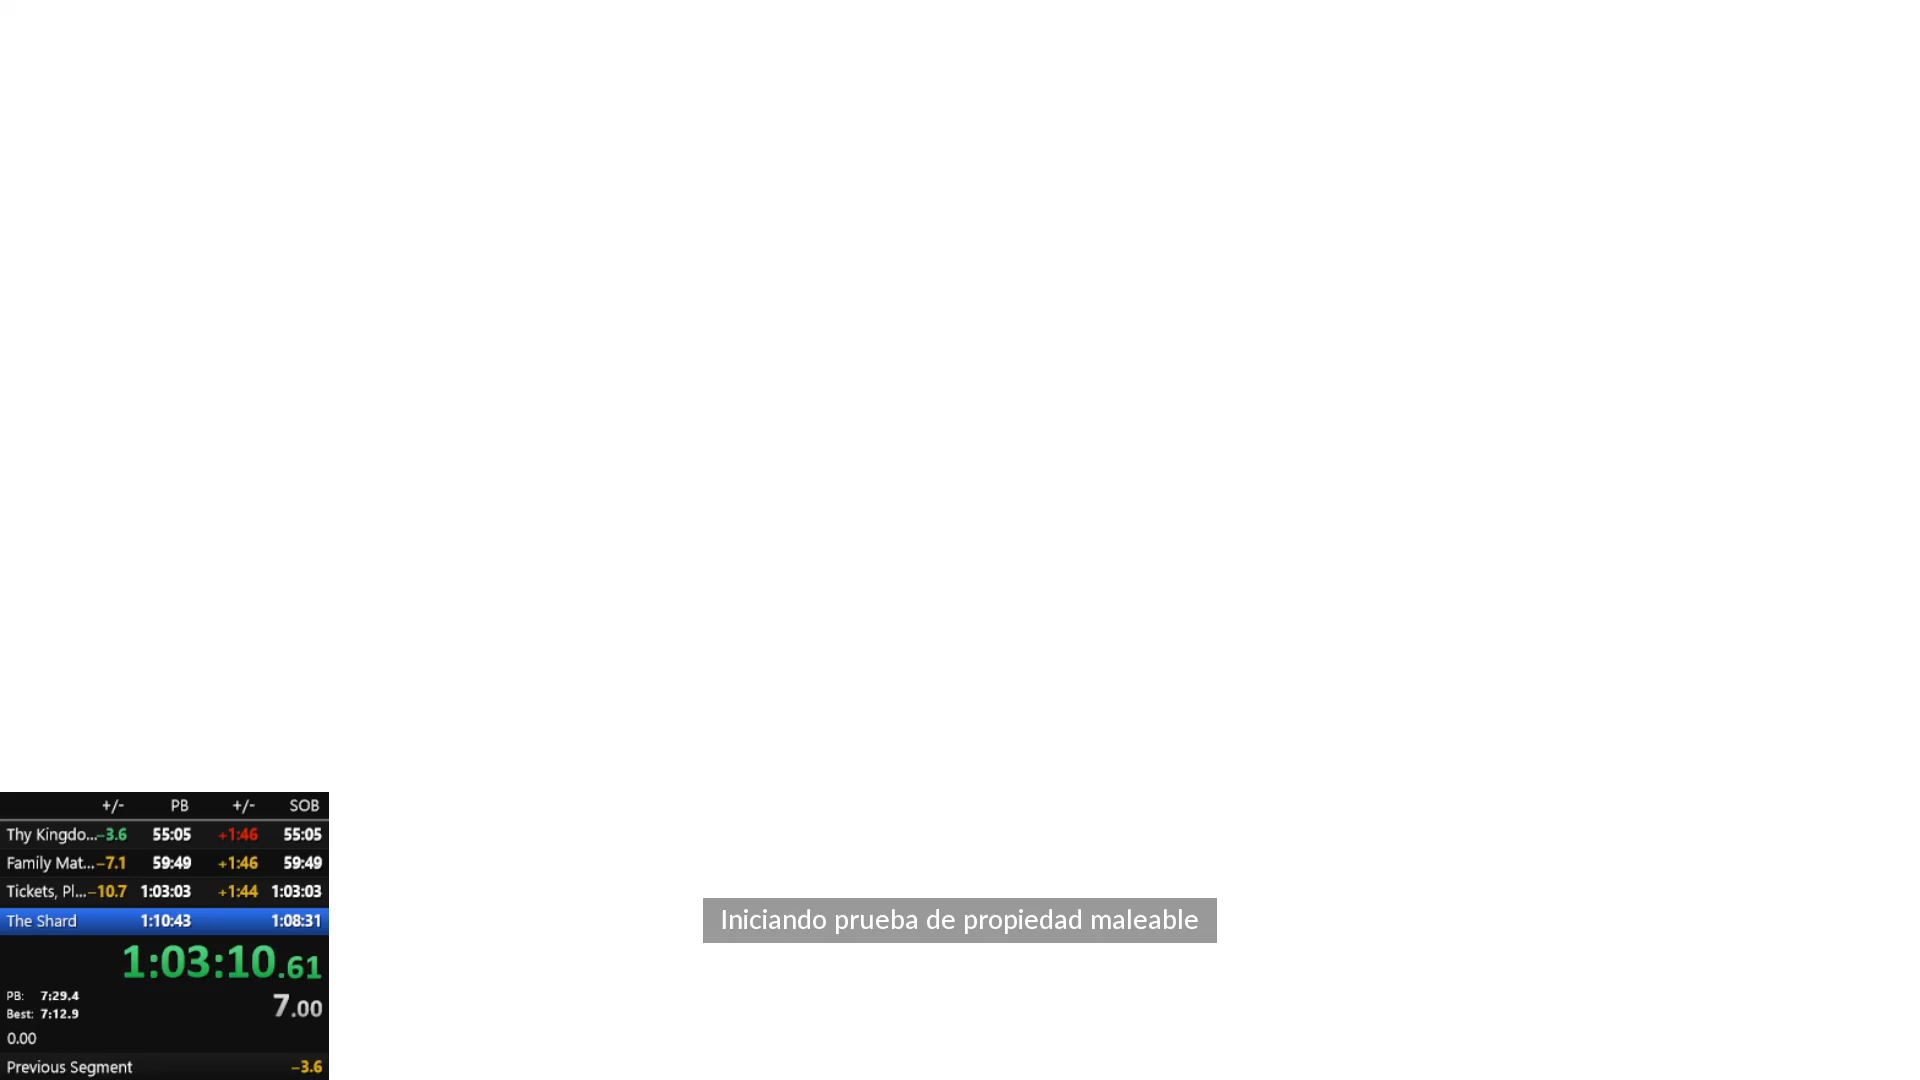 +/- PB +/- SOB
Thy Kingdo... −3.6 55:05 +1:46 55:05
Family Mat... −7.1 59:49 +1:46 59:49
Tickets, Pl... −10.7 1:03:03 +1:44 1:03:03
The Shard 1:10:43 1:08:31
Iniciando prueba de propiedad maleable
1:03:10.61
PB: 7:29.4
7.00
Best: 7:12.9
0.00
Previous Segment −3.6